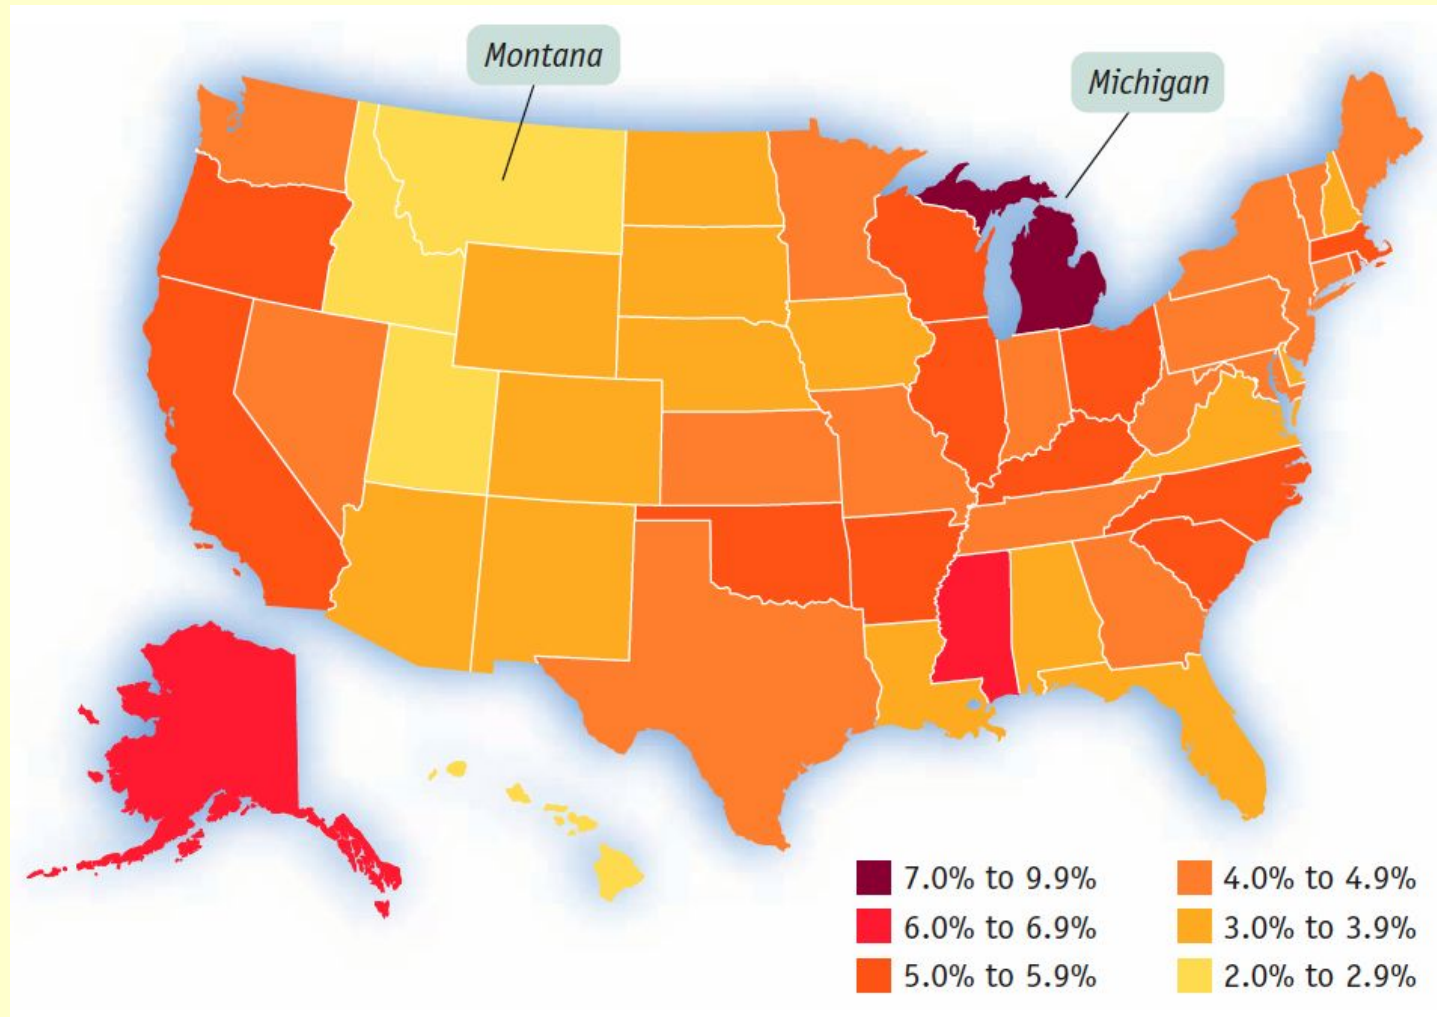 Montana
Michigan
7.0% to 9.9%
6.0% to 6.9%
5.0% to 5.9%
4.0% to 4.9%
3.0% to 3.9%
2.0% to 2.9%